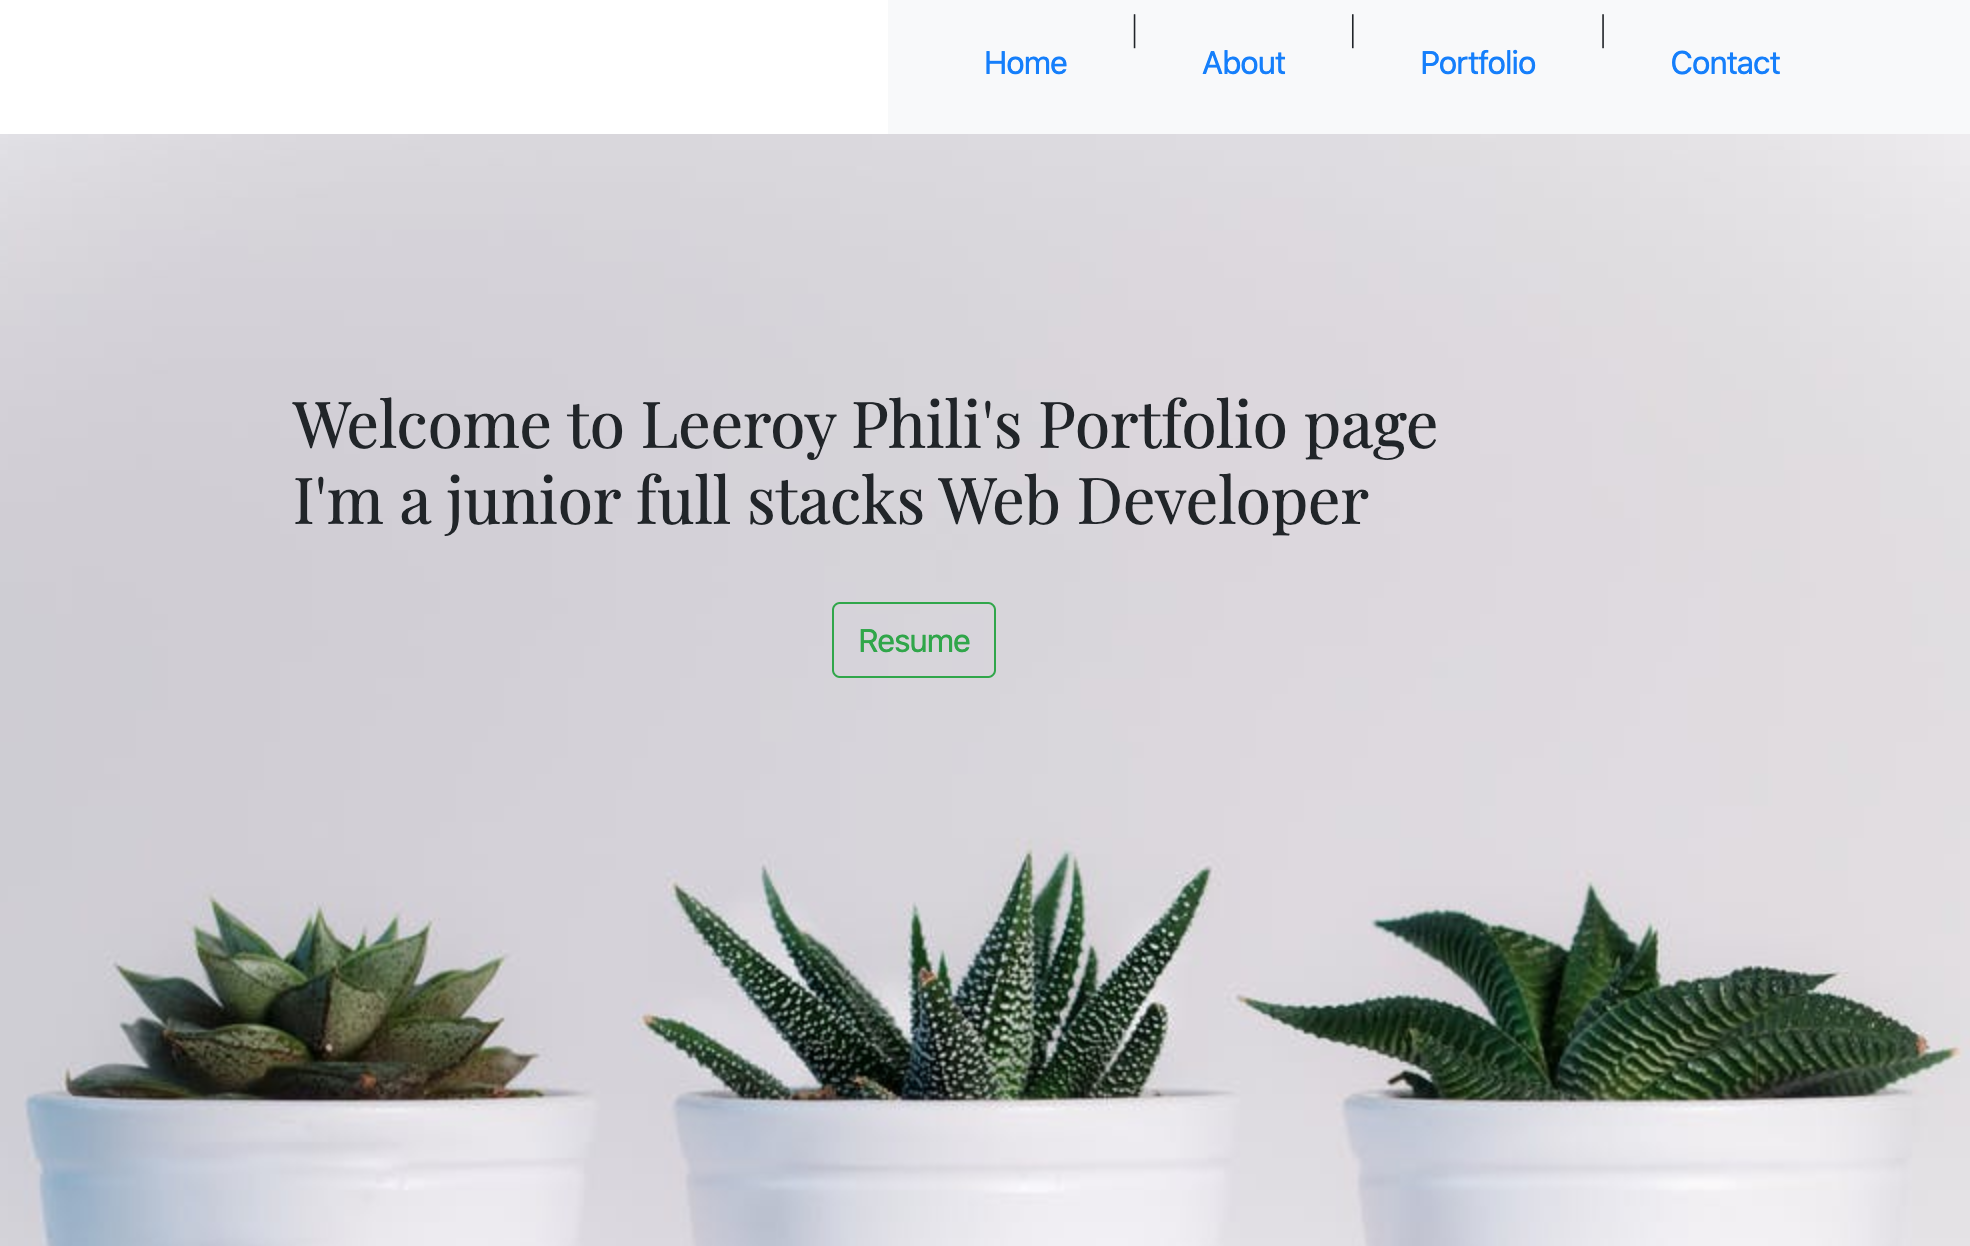 Home | About | Portfolio | Contact
Welcome to Leeroy Phili's Portfolio page
I'm a junior full stacks Web Developer
Resume